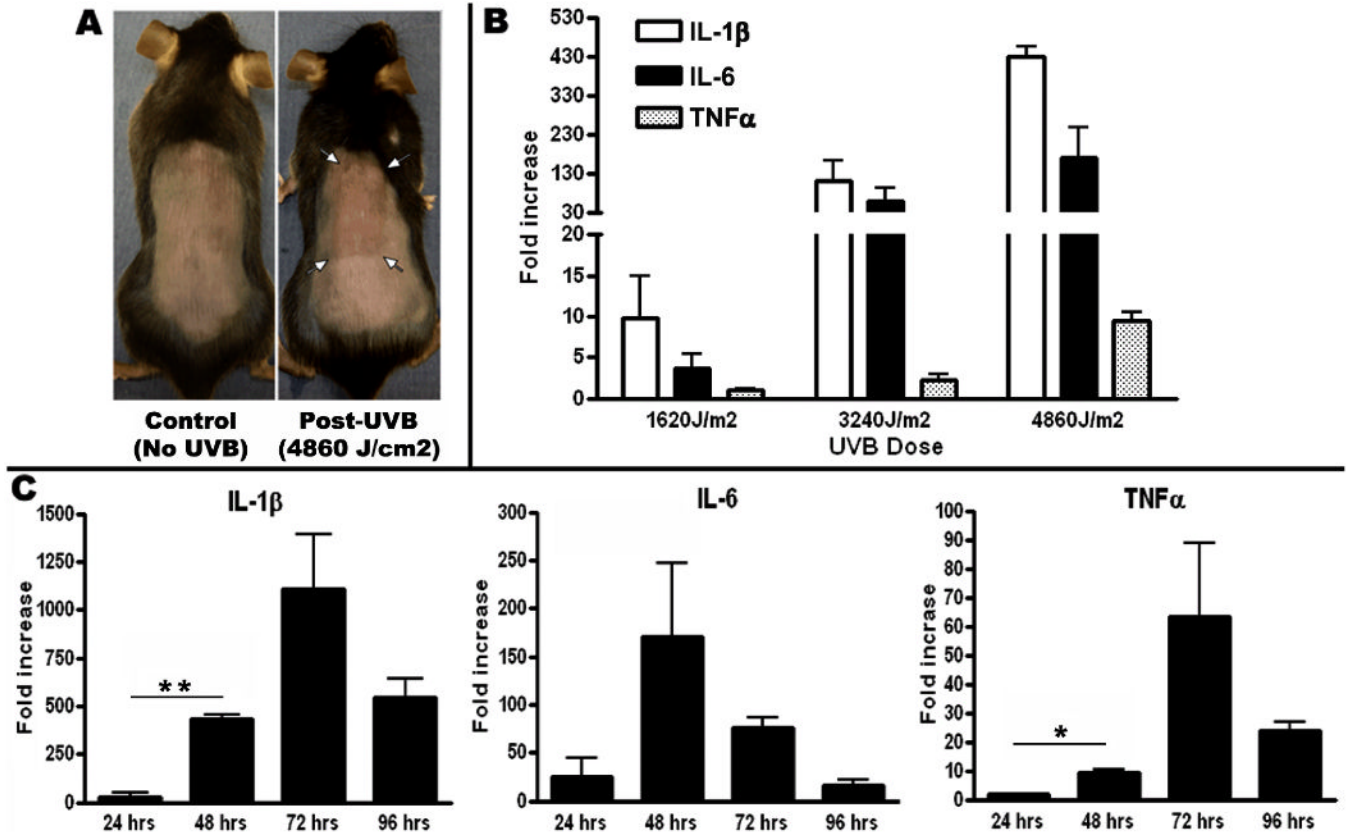 A
Control
(No UVB)
Post-UVB
(4860 J/cm2)
B
530
430
330
230
130
30
20
15
10
5
0
Fold increase
IL-1β
IL-6
TNFα
1620J/m2
3240J/m2
4860J/m2
UVB Dose
C
IL-1β
1500
1250
1000
750
500
250
0
Fold increase
**
24 hrs
48 hrs
72 hrs
96 hrs
IL-6
300
250
200
150
100
50
0
Fold increase
24 hrs
48 hrs
72 hrs
96 hrs
TNFα
100
90
80
70
60
50
40
30
20
10
0
Fold increase
*
24 hrs
48 hrs
72 hrs
96 hrs